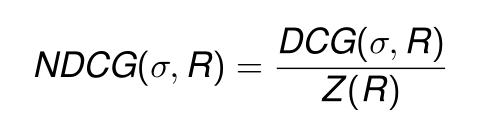 NDCG(σ, R) = DCG(σ, R) / Z(R)